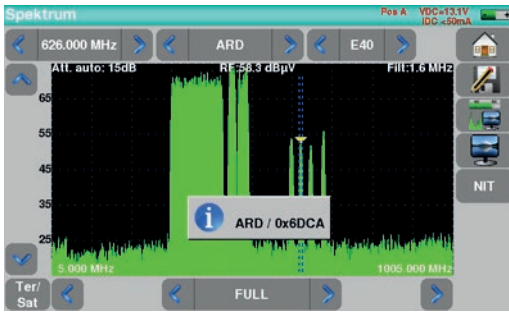 Spektrum Pos A VDC=13.1V
IDC <50mA
626.000 MHz ARD E40
Att. auto: 15dB RF:58.3 dBµV Filt:1.6 MHz
65
55
45
35
25
NIT
ARD / 0x6DCA
5.000 MHz 1005.000 MHz
Ter/
Sat
FULL